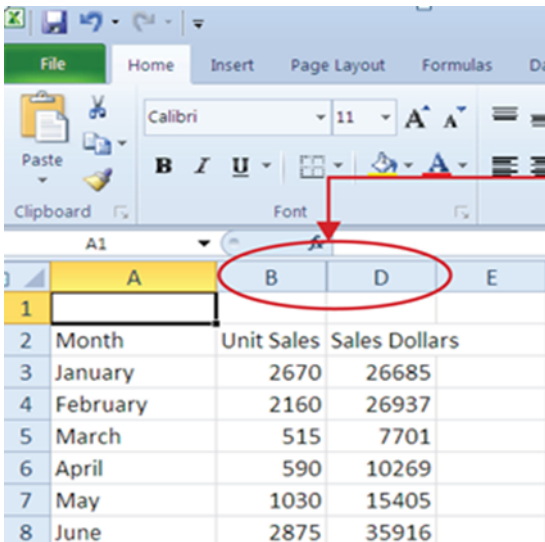 File Home Insert Page Layout Formulas Da
Calibri 11 A A
Paste B I U A
Clipboard Font
A1 fx
A B D E
1
2 Month Unit Sales Sales Dollars
3 January 2670 26685
4 February 2160 26937
5 March 515 7701
6 April 590 10269
7 May 1030 15405
8 June 2875 35916